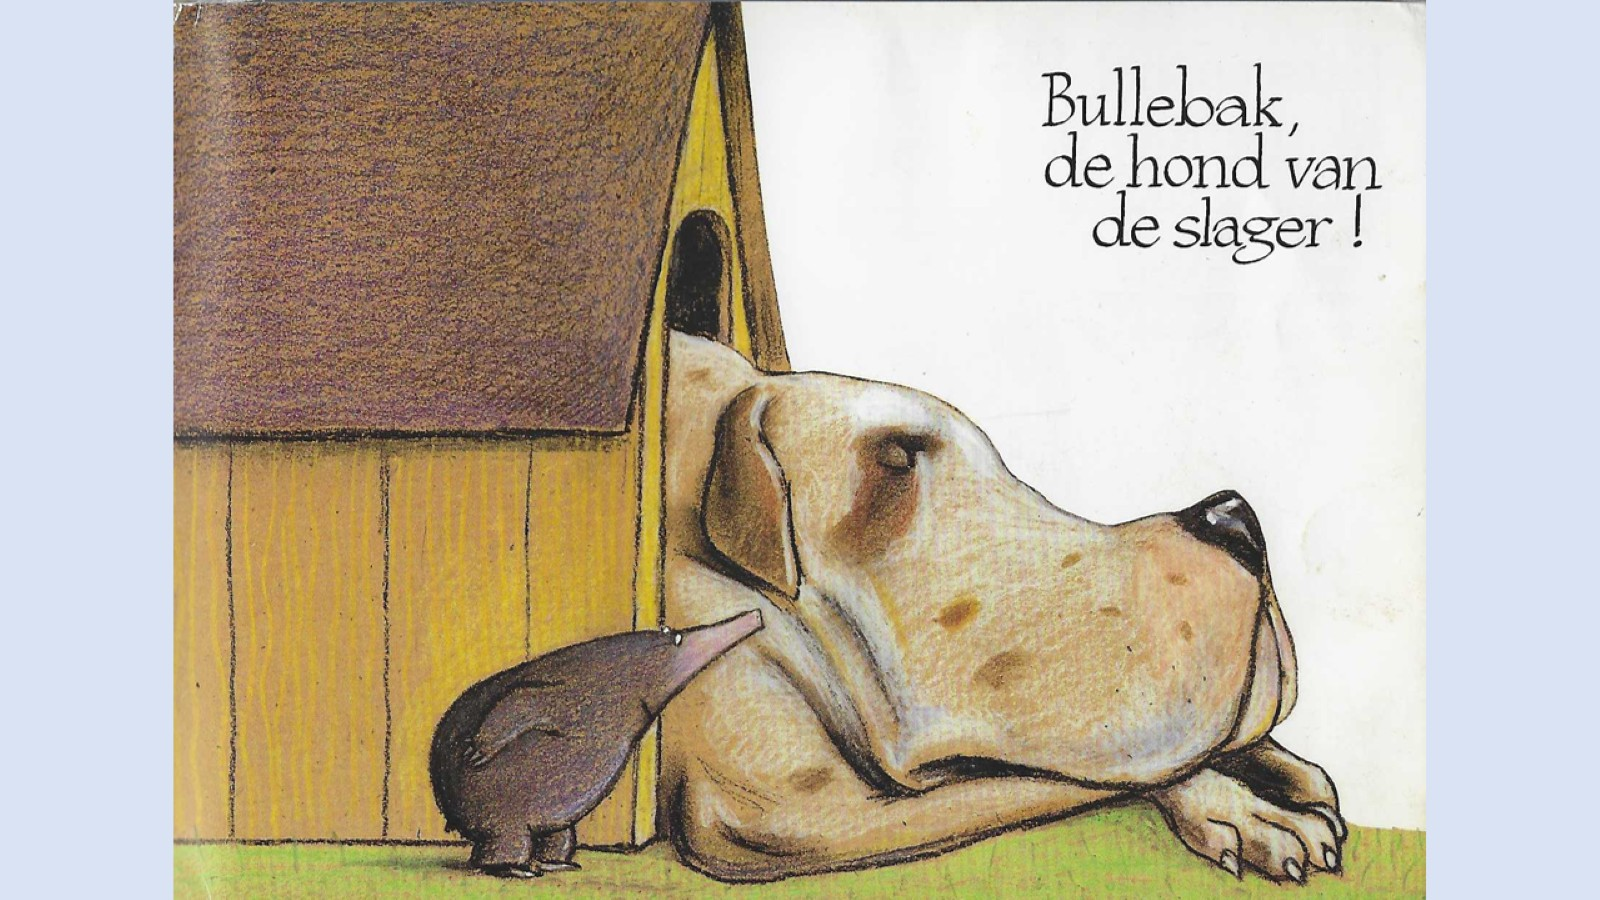 Bullebak,
de hond van
de slager !